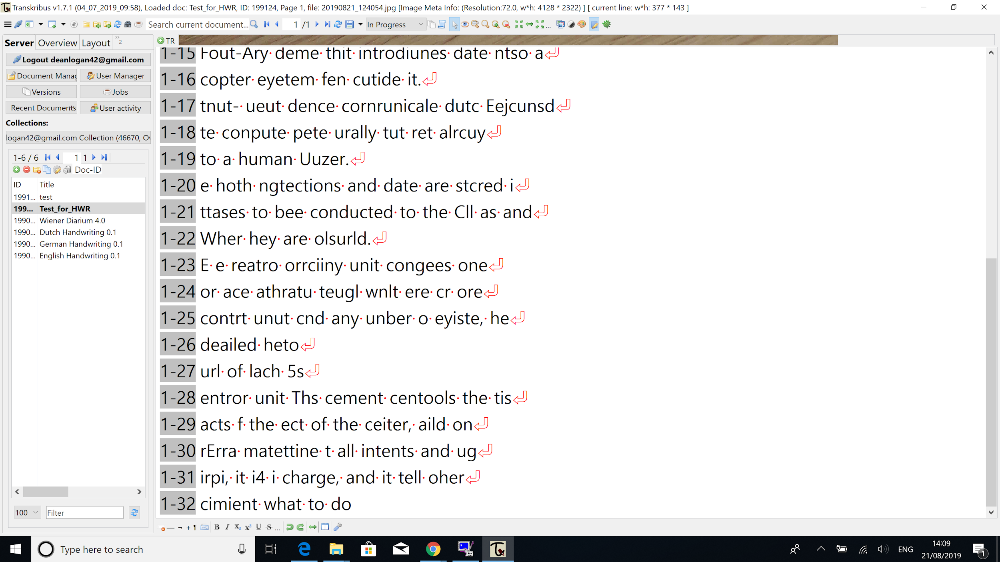 Transkribus v1.7.1 (04_07_2019_09:58), Loaded doc: Test_for_HWR, ID: 199124, Page 1, file: 20190821_124054.jpg [Image Meta Info: (Resolution:72.0, w*h: 4128 * 2322) ] [ current line: w*h: 377 * 143 ]
Search current document... 1 /1 In Progress ...
Server Overview Layout » 2
TR
Logout deanlogan42@gmail.com
Document Manag User Manager
Versions Jobs
Recent Documents User activity
Collections:
logan42@gmail.com Collection (46670, Ov
1-6 / 6 1 1
Doc-ID
ID Title
1991... test
199... Test_for_HWR
1990... Wiener Diarium 4.0
1990... Dutch Handwriting 0.1
1990... German Handwriting 0.1
1990... English Handwriting 0.1
100 Filter
1-15 Fout-Ary· deme· thit· introdiunes· date· ntso· a
1-16 copter· eyetem· fen· cutide· it.
1-17 tnut-· ueut· dence· cornrunicale· dutc· Eejcunsd
1-18 te· conpute· pete· urally· tut· ret· alrcuy
1-19 to· a· human· Uuzer.
1-20 e· hoth· ngtections· and· date· are· stcred· i
1-21 ttases· to· bee· conducted· to· the· Cll· as· and
1-22 Wher· hey· are· olsurld.
1-23 E· e· reatro· orrciiny· unit· congees· one
1-24 or· ace· athratu· teugl· wnlt· ere· cr· ore
1-25 contrt· unut· cnd· any· unber· o· eyiste,· he
1-26 deailed· heto
1-27 url· of· lach· 5s
1-28 entror· unit· Ths· cement· centools· the· tis
1-29 acts· f· the· ect· of· the· ceiter,· aild· on
1-30 rErra· matettine· t· all· intents· and· ug
1-31 irpi,· it· i4· i· charge,· and· it· tell· oher
1-32 cimient· what· to· do
— ¬ + ¶ B I X₂ X² U S ...
Type here to search
ENG
14:09
21/08/2019
1